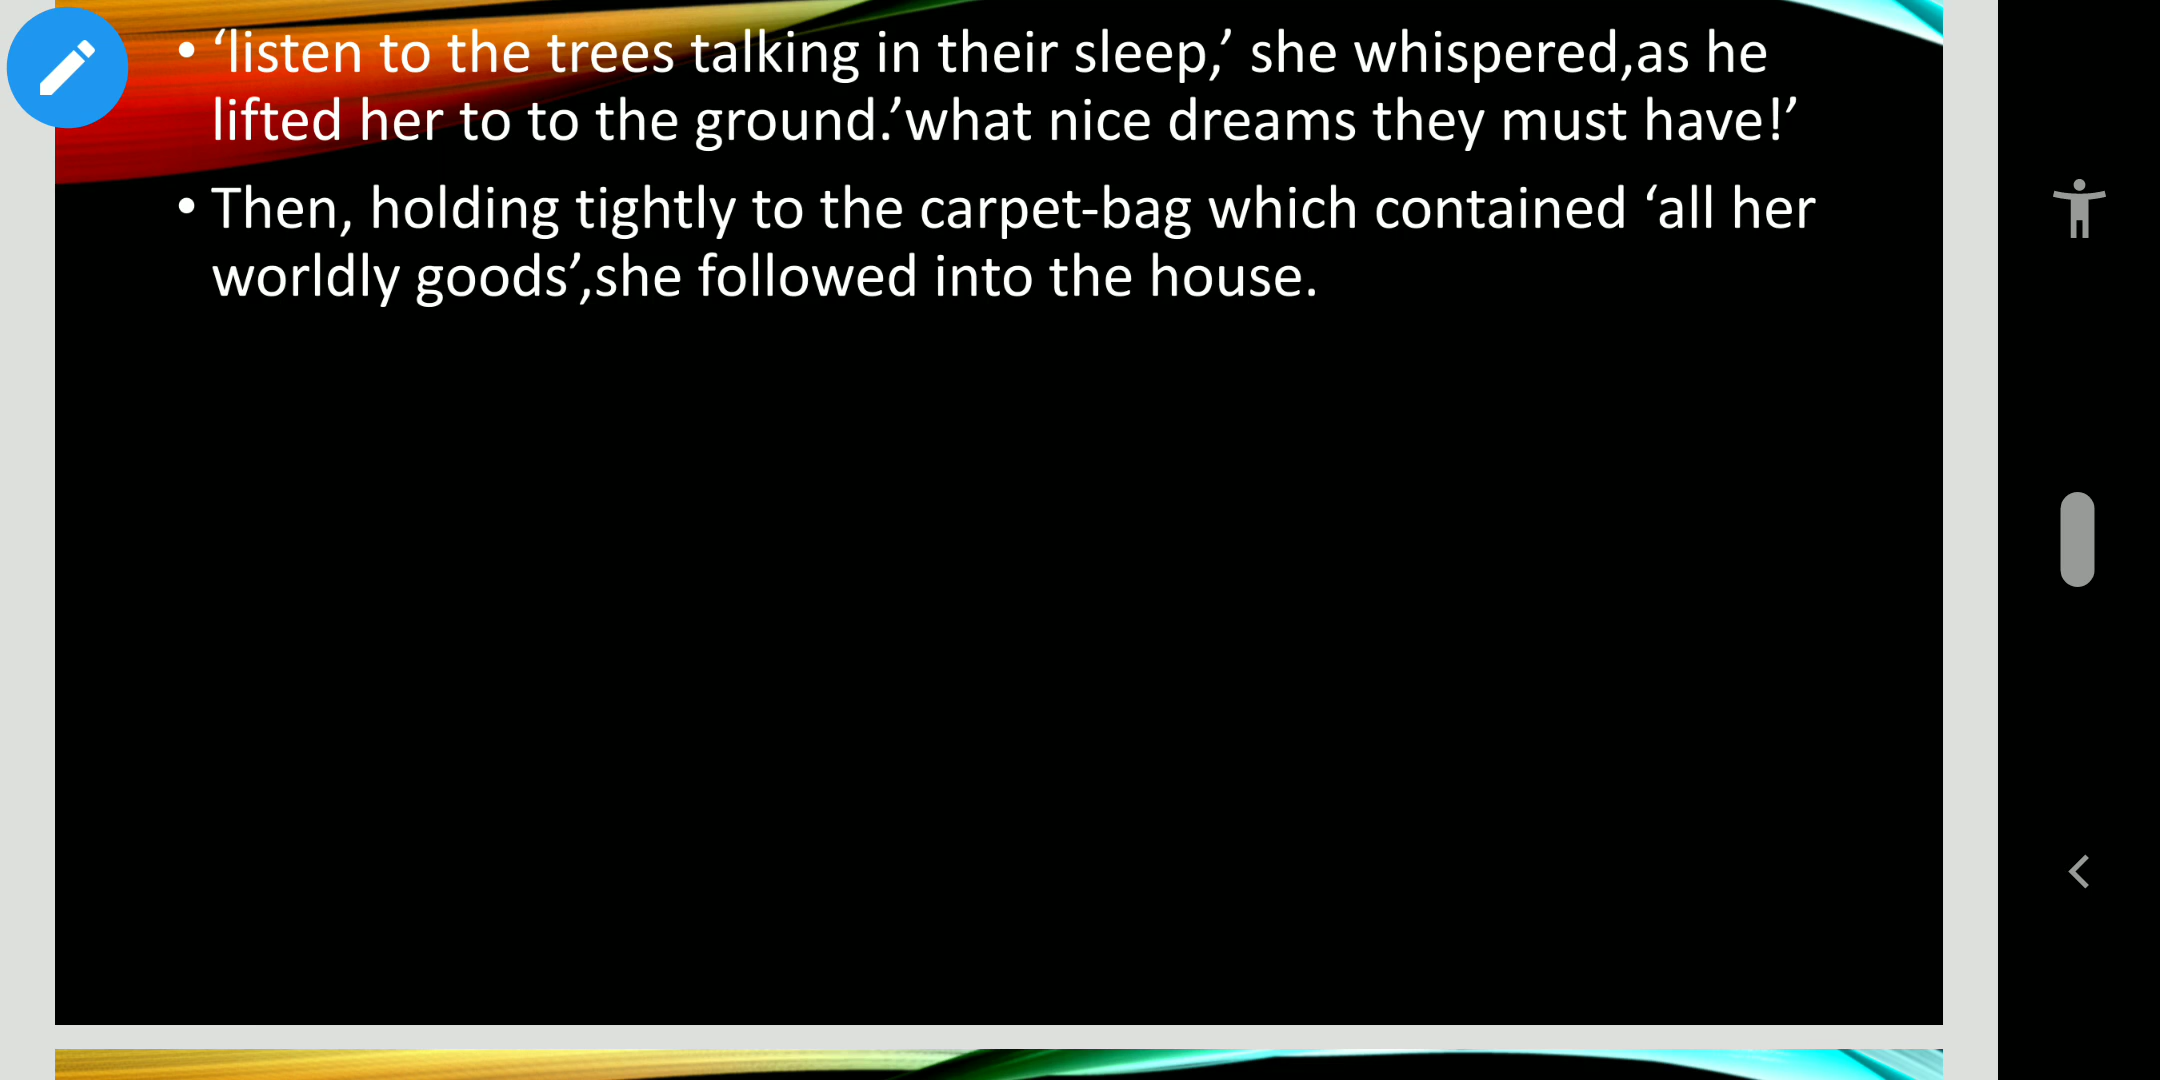 • ‘listen to the trees talking in their sleep,’ she whispered,as he
lifted her to to the ground.’what nice dreams they must have!’
• Then, holding tightly to the carpet-bag which contained ‘all her
worldly goods’,she followed into the house.